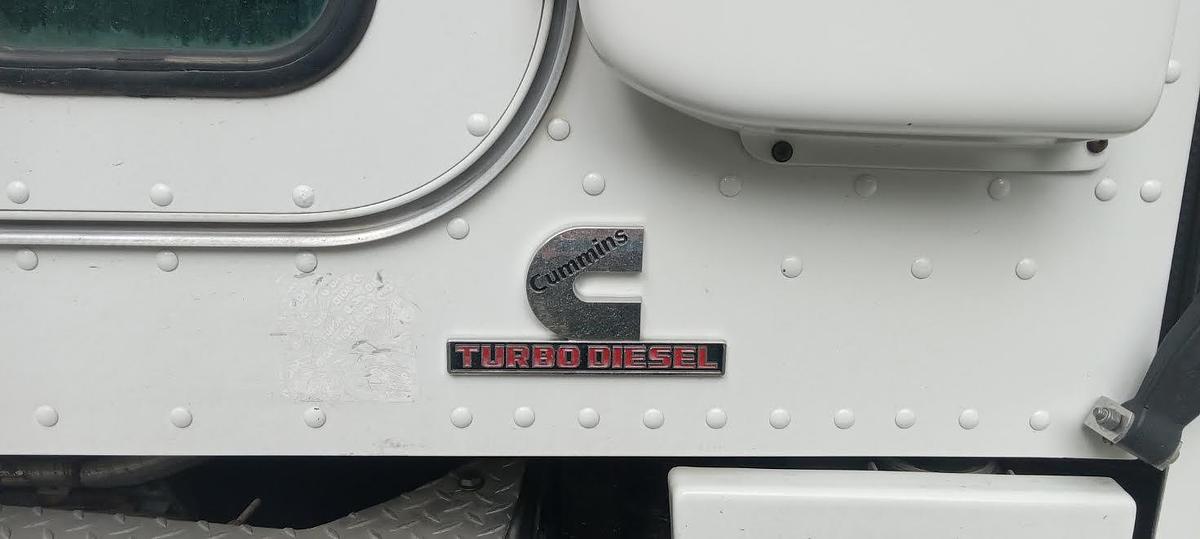 Cummins
TURBO DIESEL